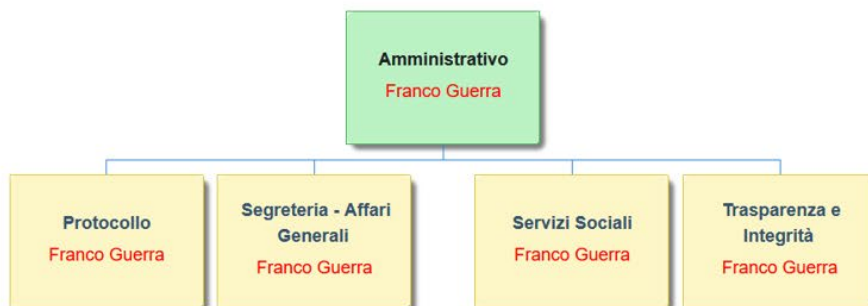 Amministrativo
Franco Guerra
Protocollo
Franco Guerra
Segreteria - Affari
Generali
Franco Guerra
Servizi Sociali
Franco Guerra
Trasparenza e
Integrità
Franco Guerra